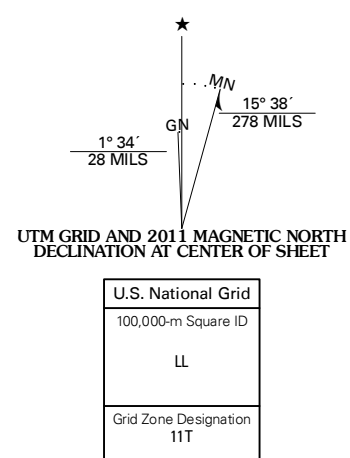 MN
15° 38´
278 MILS
GN
1° 34´
28 MILS
UTM GRID AND 2011 MAGNETIC NORTH
DECLINATION AT CENTER OF SHEET
U.S. National Grid
100,000-m Square ID
LL
Grid Zone Designation
11T